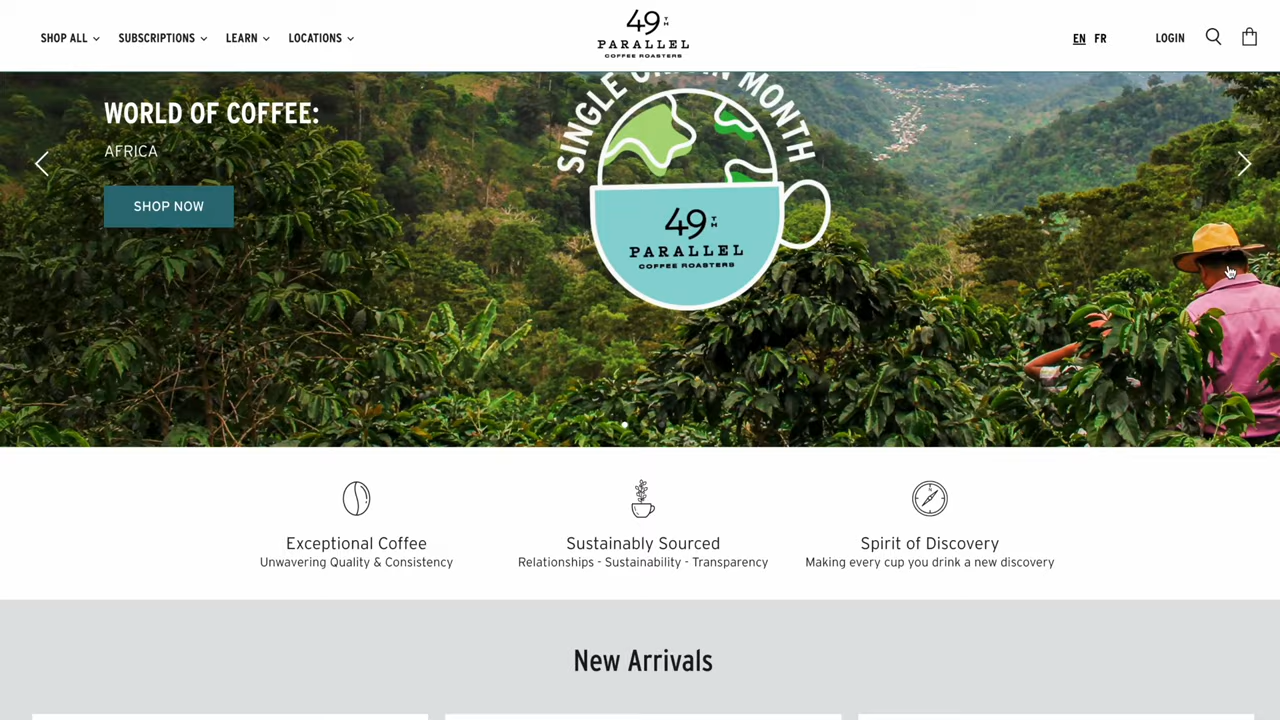 SHOP ALL
SUBSCRIPTIONS
LEARN
LOCATIONS
49TH
PARALLEL
COFFEE ROASTERS
EN FR
LOGIN
WORLD OF COFFEE:
AFRICA
SHOP NOW
SINGLE
MONTH
49TH
PARALLEL
COFFEE ROASTERS
Exceptional Coffee
Unwavering Quality & Consistency
Sustainably Sourced
Relationships - Sustainability - Transparency
Spirit of Discovery
Making every cup you drink a new discovery
New Arrivals